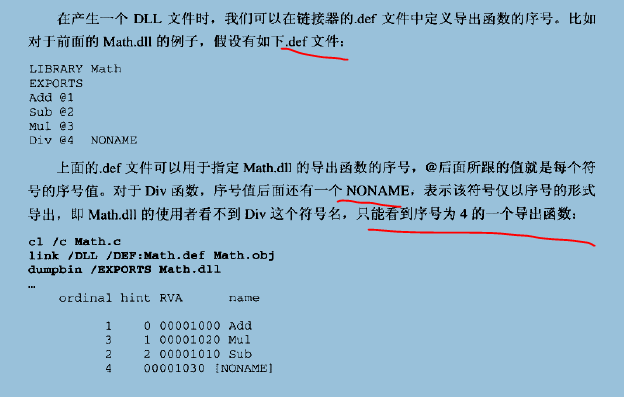 在产生一个 DLL 文件时，我们可以在链接器的.def 文件中定义导出函数的序号。比如
对于前面的 Math.dll 的例子，假设有如下.def 文件：
LIBRARY Math
EXPORTS
Add @1
Sub @2
Mul @3
Div @4 NONAME
上面的.def 文件可以用于指定 Math.dll 的导出函数的序号，@后面所跟的值就是每个符
号的序号值。对于 Div 函数，序号值后面还有一个 NONAME，表示该符号仅以序号的形式
导出，即 Math.dll 的使用者看不到 Div 这个符号名，只能看到序号为 4 的一个导出函数：
cl /c Math.c
link /DLL /DEF:Math.def Math.obj
dumpbin /EXPORTS Math.dll
…
ordinal hint RVA name
1 0 00001000 Add
3 1 00001020 Mul
2 2 00001010 Sub
4 00001030 [NONAME]